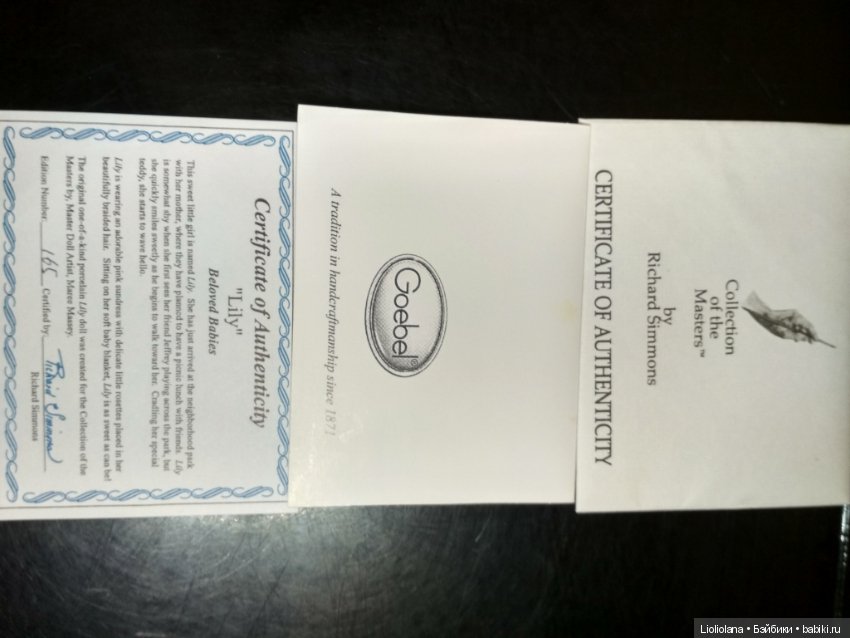 Certificate of Authenticity
"Lily"
Beloved Babies
This sweet little girl is named Lily. She has just arrived at the neighborhood park
with her mother, where they have planned to have a picnic lunch with friends. Lily
is somewhat shy when she first sees her friend Jeffrey playing across the park, but
she quickly smiles sweetly as he begins to walk toward her. Cradling her special
teddy, she starts to wave hello.
Lily is wearing an adorable pink sundress with delicate little rosettes placed in her
beautifully braided hair. Sitting on her soft baby blanket, Lily is as sweet as can be!
The original one-of-a-kind porcelain Lily doll was created for the Collection of the
Masters by, Master Doll Artist, Maree Massey.
Edition Number 165 Certified by Richard Simmons
Richard Simmons
Goebel®
A tradition in handcraftmanship since 1871
Collection
of the
Masters™
by
Richard Simmons
CERTIFICATE OF AUTHENTICITY
Lioliolana • Бэйбики • babiki.ru